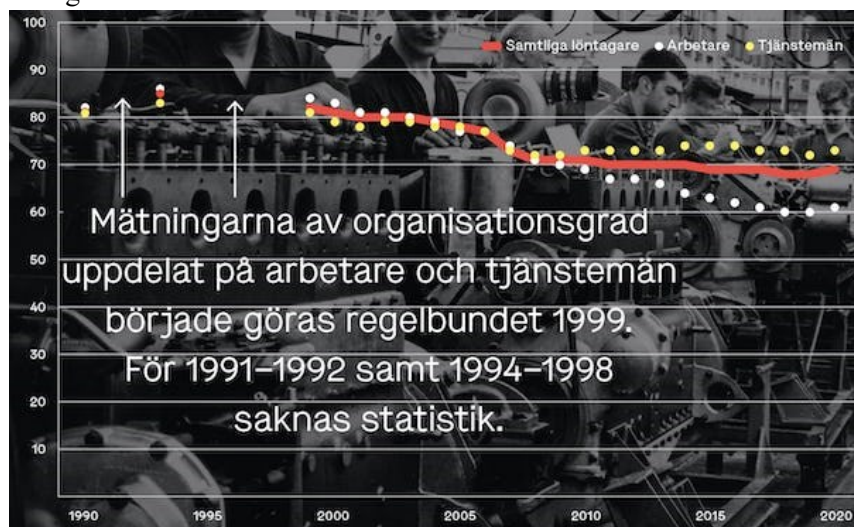 100
Samtliga löntagare Arbetare Tjänstemän
90
80
70
60
Mätningarna av organisationsgrad
50
uppdelat på arbetare och tjänstemän
40
började göras regelbundet 1999.
30
För 1991–1992 samt 1994–1998
20
saknas statistik.
10
1990 1995 2000 2005 2010 2015 2020